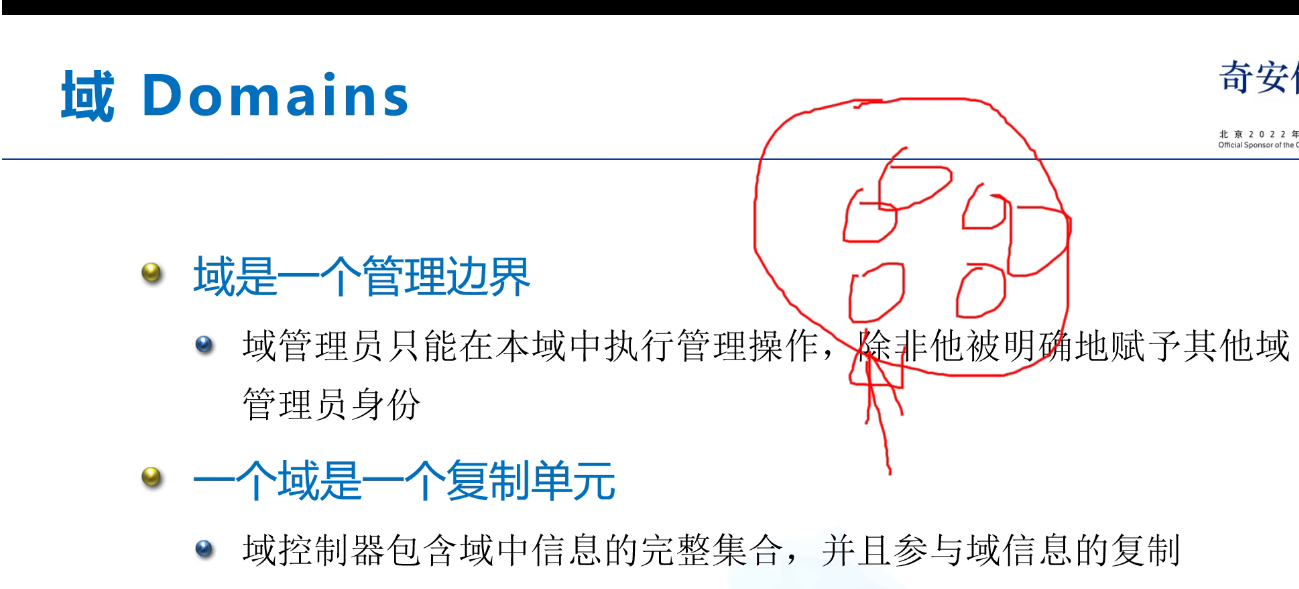 域 Domains
奇安
北京2022年
Official Sponsor of the
域是一个管理边界
域管理员只能在本域中执行管理操作，除非他被明确地赋予其他域
管理员身份
一个域是一个复制单元
域控制器包含域中信息的完整集合，并且参与域信息的复制